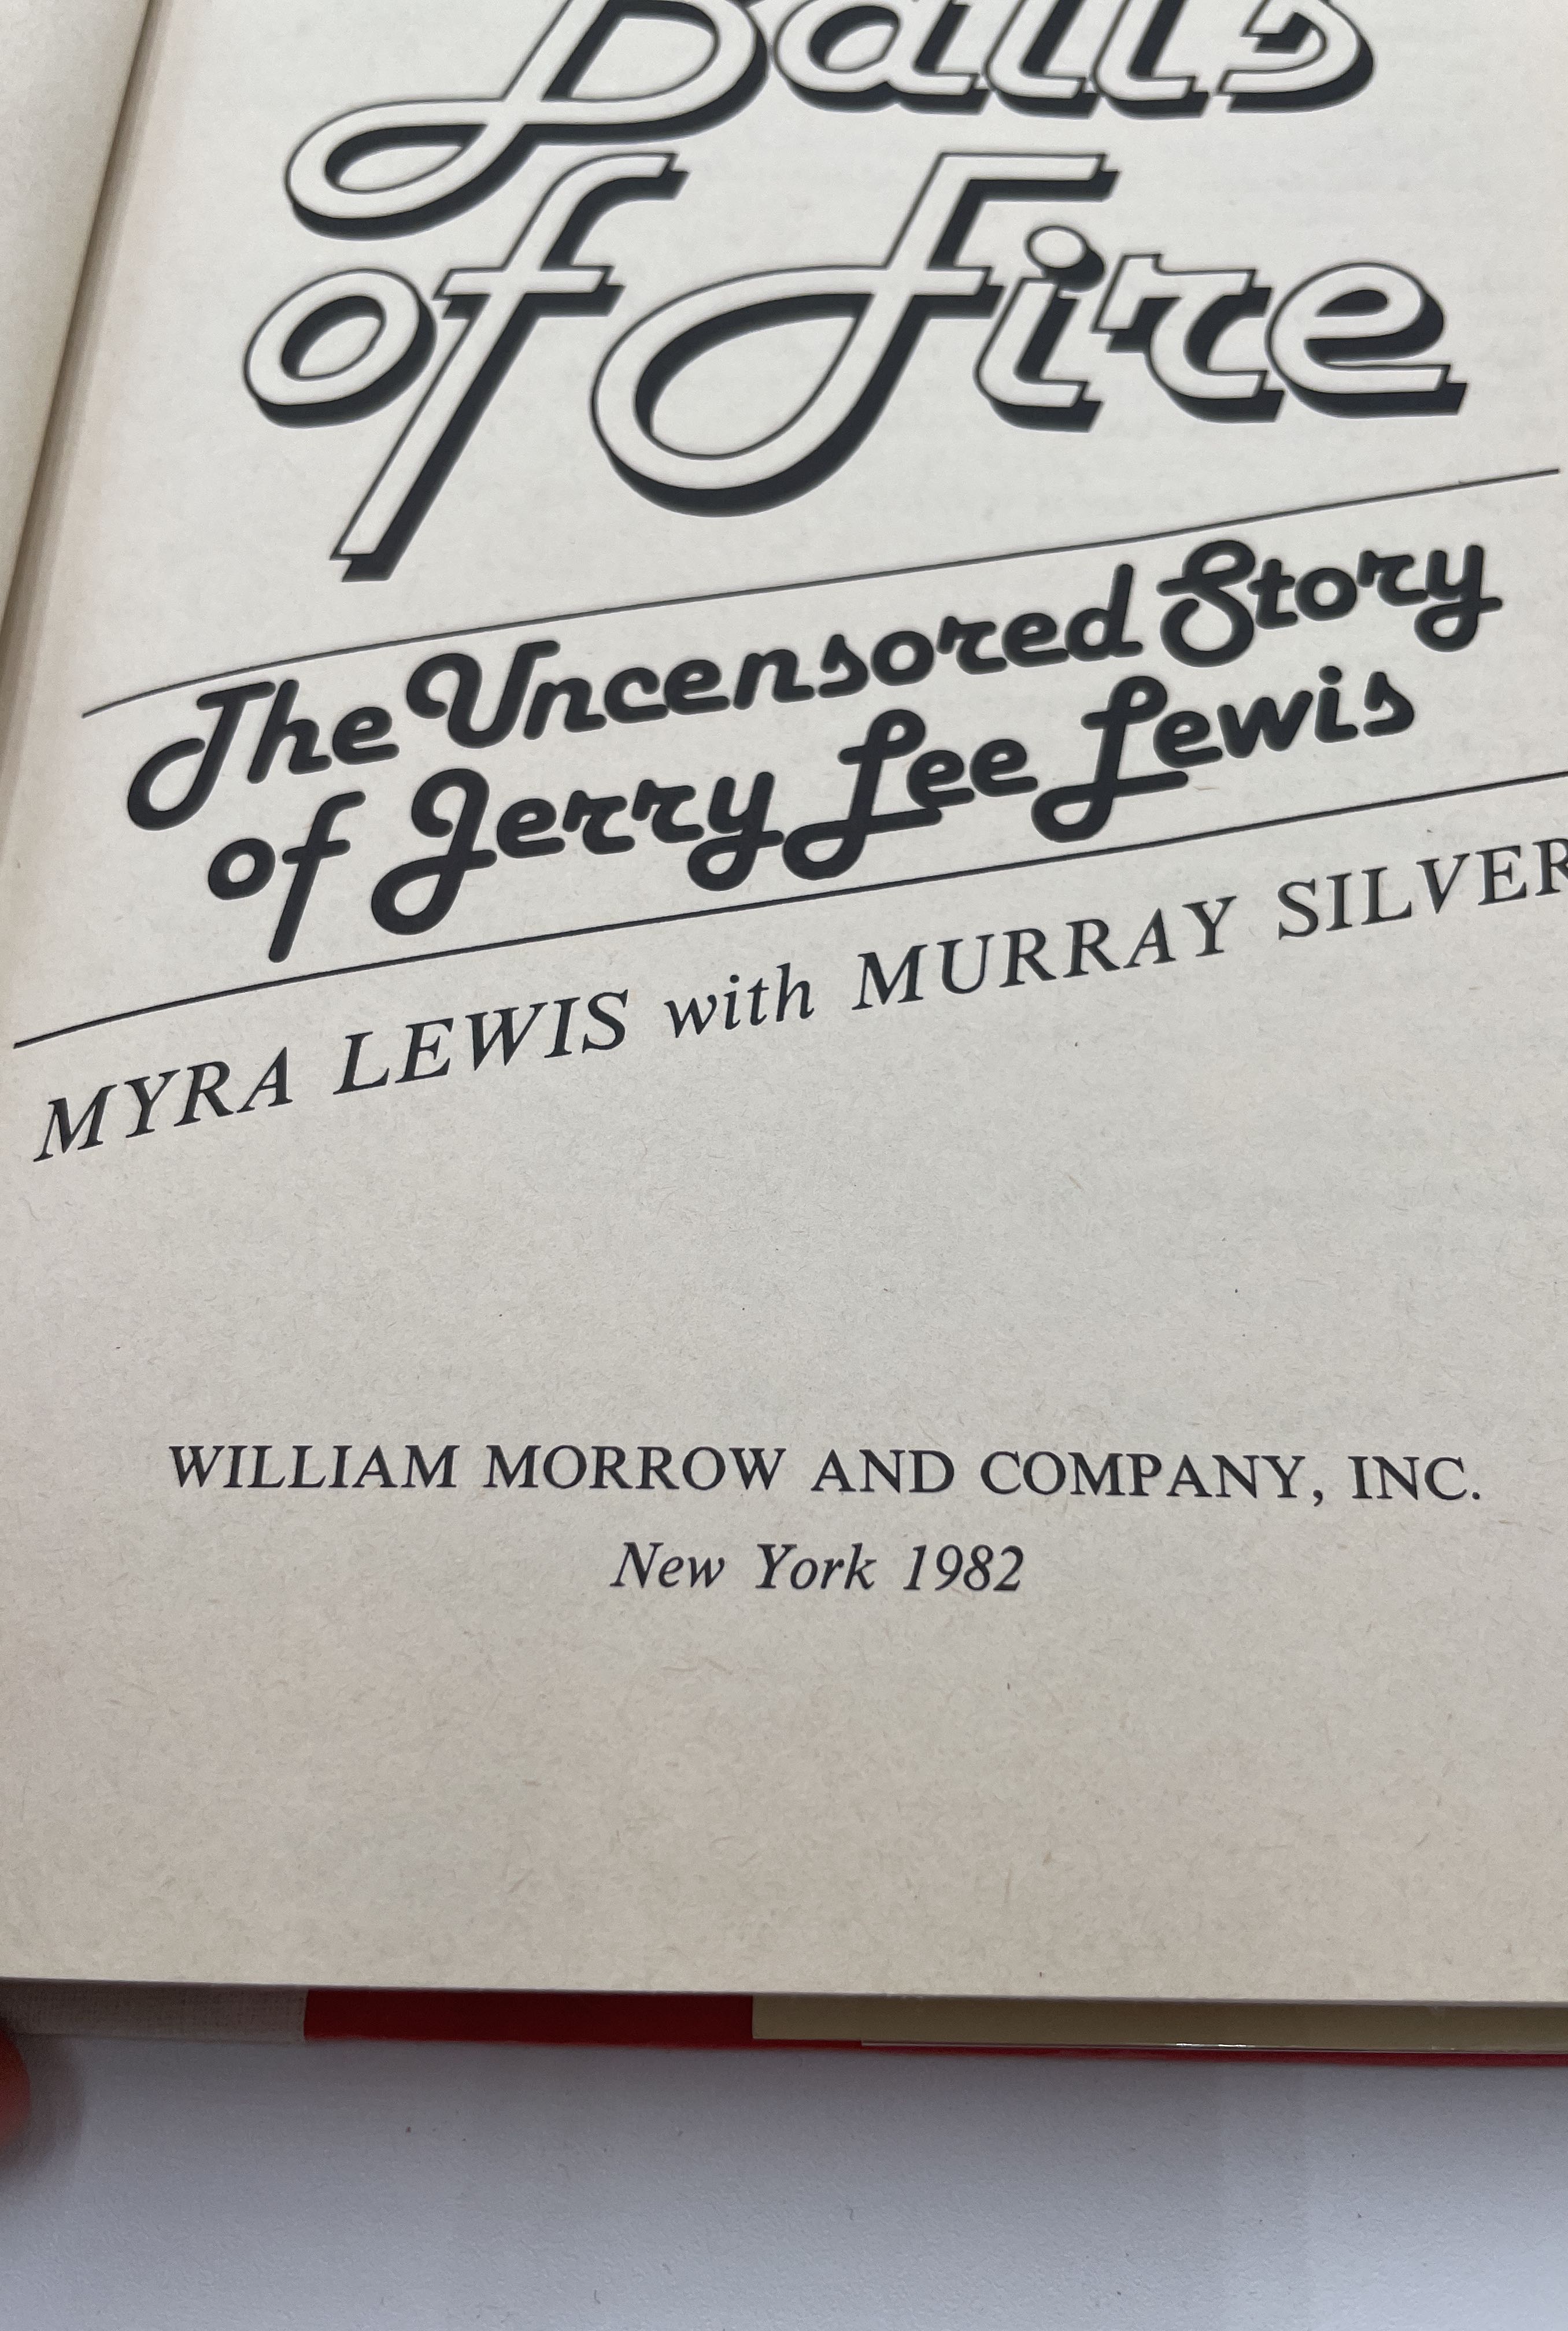 Balls
of Fire
The Uncensored Story
of Jerry Lee Lewis
MYRA LEWIS with MURRAY SILVER
WILLIAM MORROW AND COMPANY, INC.
New York 1982